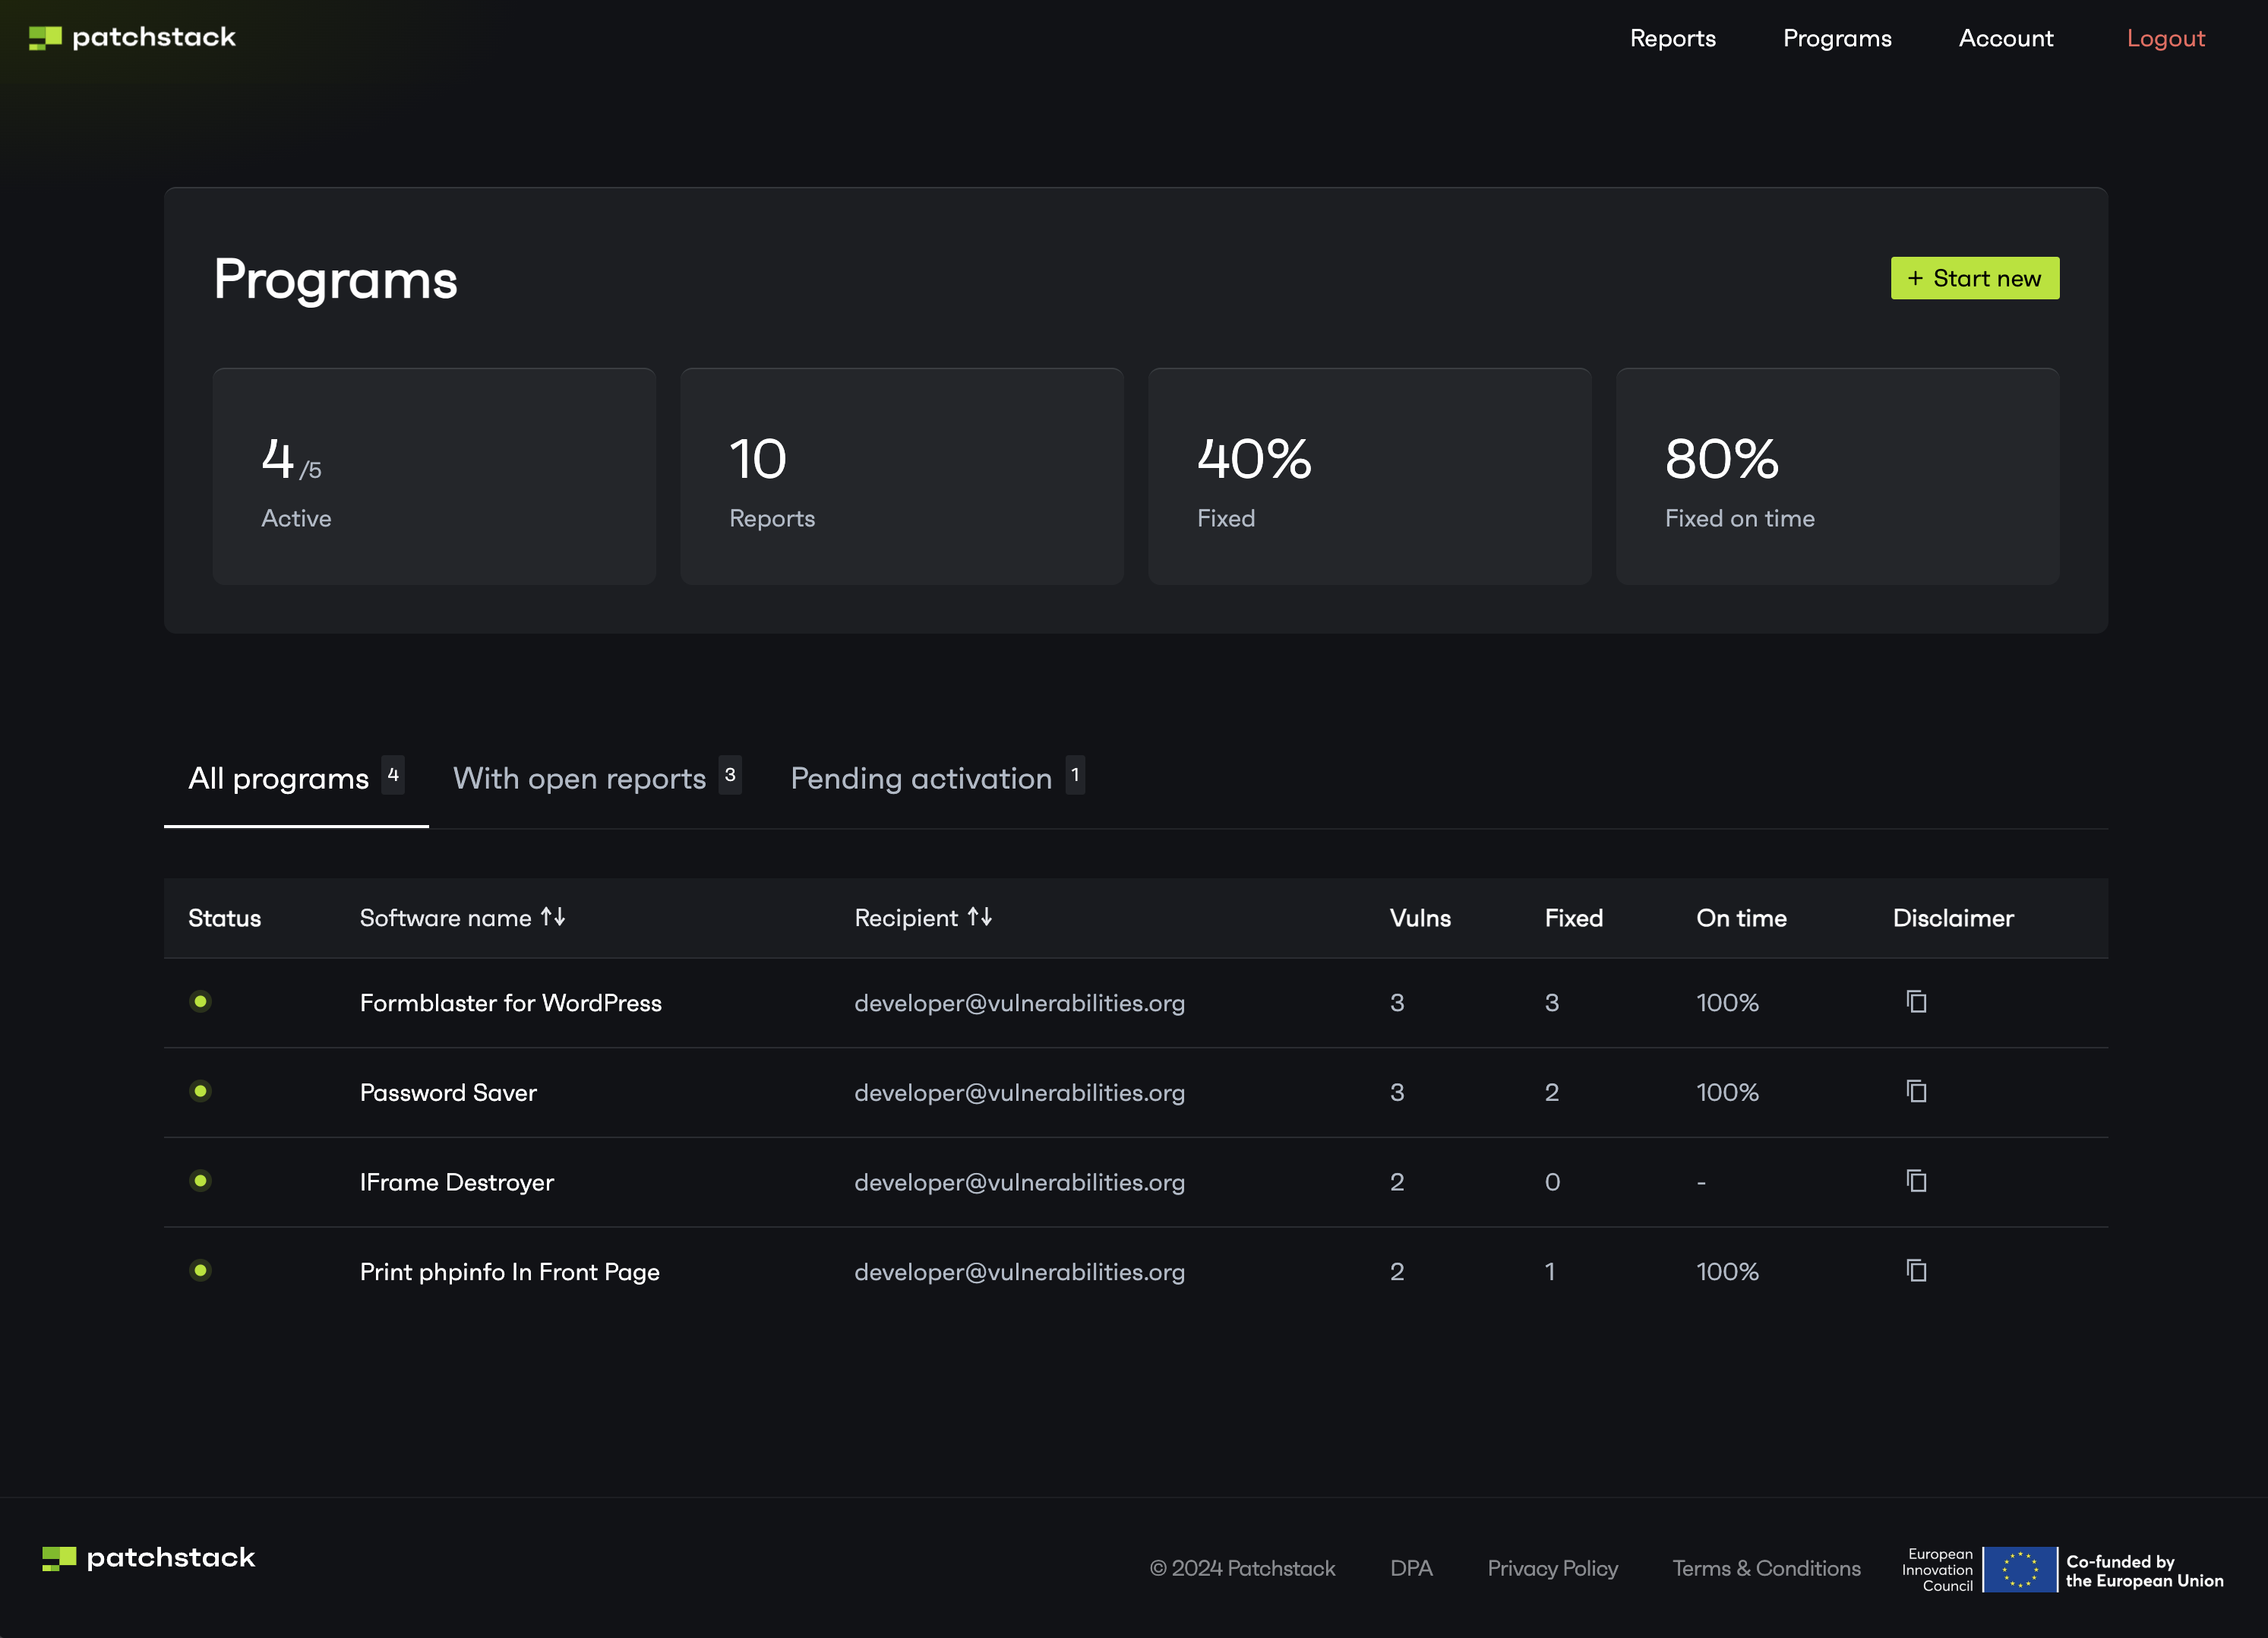 patchstack
Reports Programs Account Logout
Programs
+ Start new
4 /5
Active
10
Reports
40%
Fixed
80%
Fixed on time
All programs 4 With open reports 3 Pending activation 1
Status Software name ↑↓ Recipient ↑↓ Vulns Fixed On time Disclaimer
Formblaster for WordPress developer@vulnerabilities.org 3 3 100%
Password Saver developer@vulnerabilities.org 3 2 100%
IFrame Destroyer developer@vulnerabilities.org 2 0 -
Print phpinfo In Front Page developer@vulnerabilities.org 2 1 100%
patchstack
© 2024 Patchstack DPA Privacy Policy Terms & Conditions
European
Innovation
Council
Co-funded by
the European Union